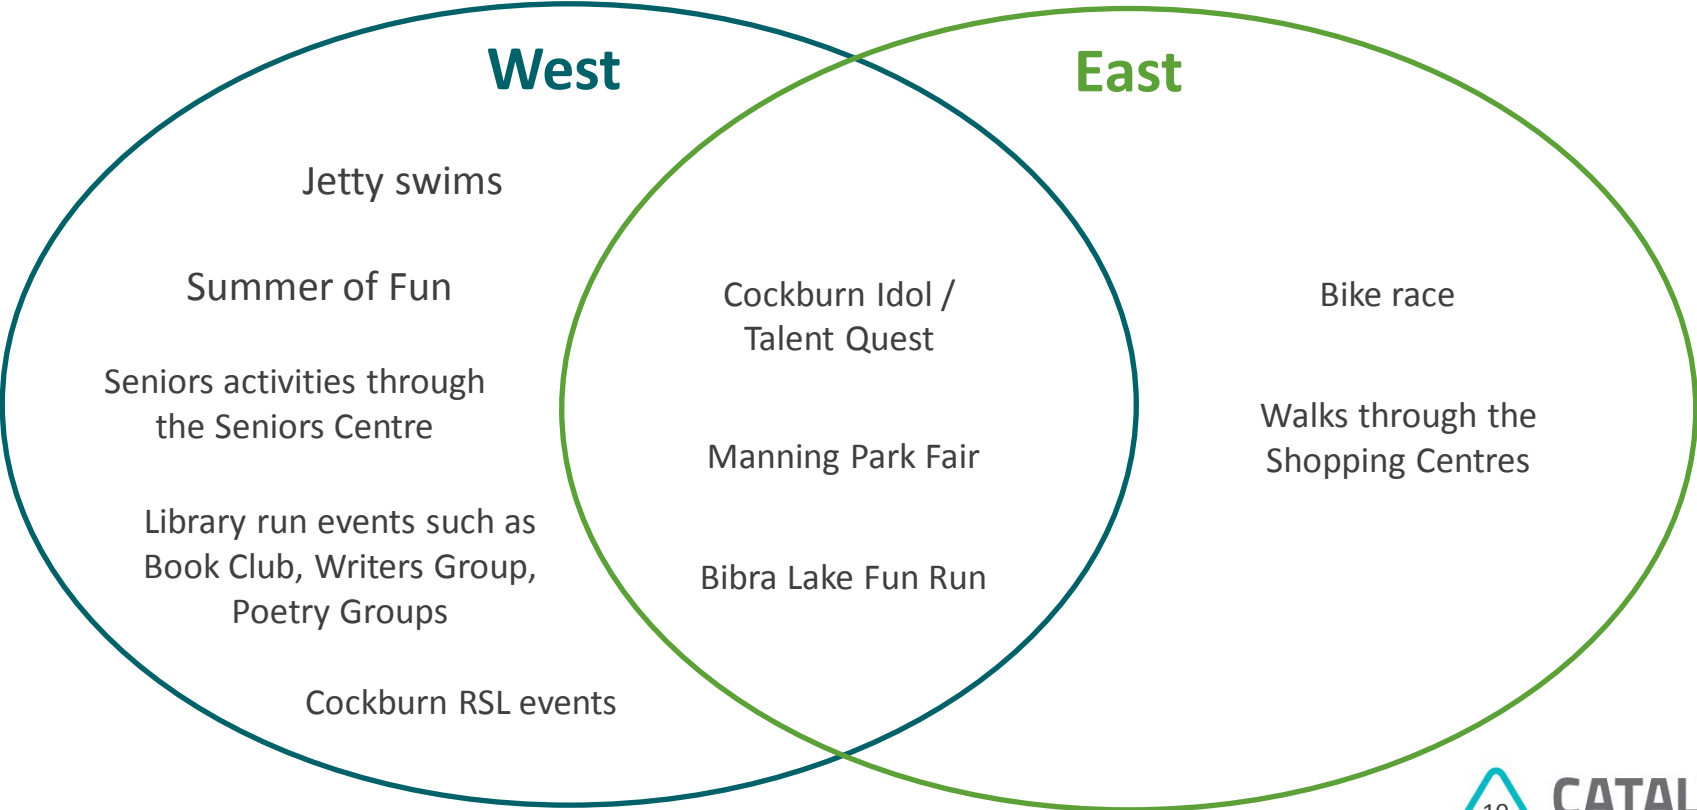 West
Jetty swims
Summer of Fun
Seniors activities through
the Seniors Centre
Library run events such as
Book Club, Writers Group,
Poetry Groups
Cockburn RSL events
Cockburn Idol /
Talent Quest
Manning Park Fair
Bibra Lake Fun Run
East
Bike race
Walks through the
Shopping Centres